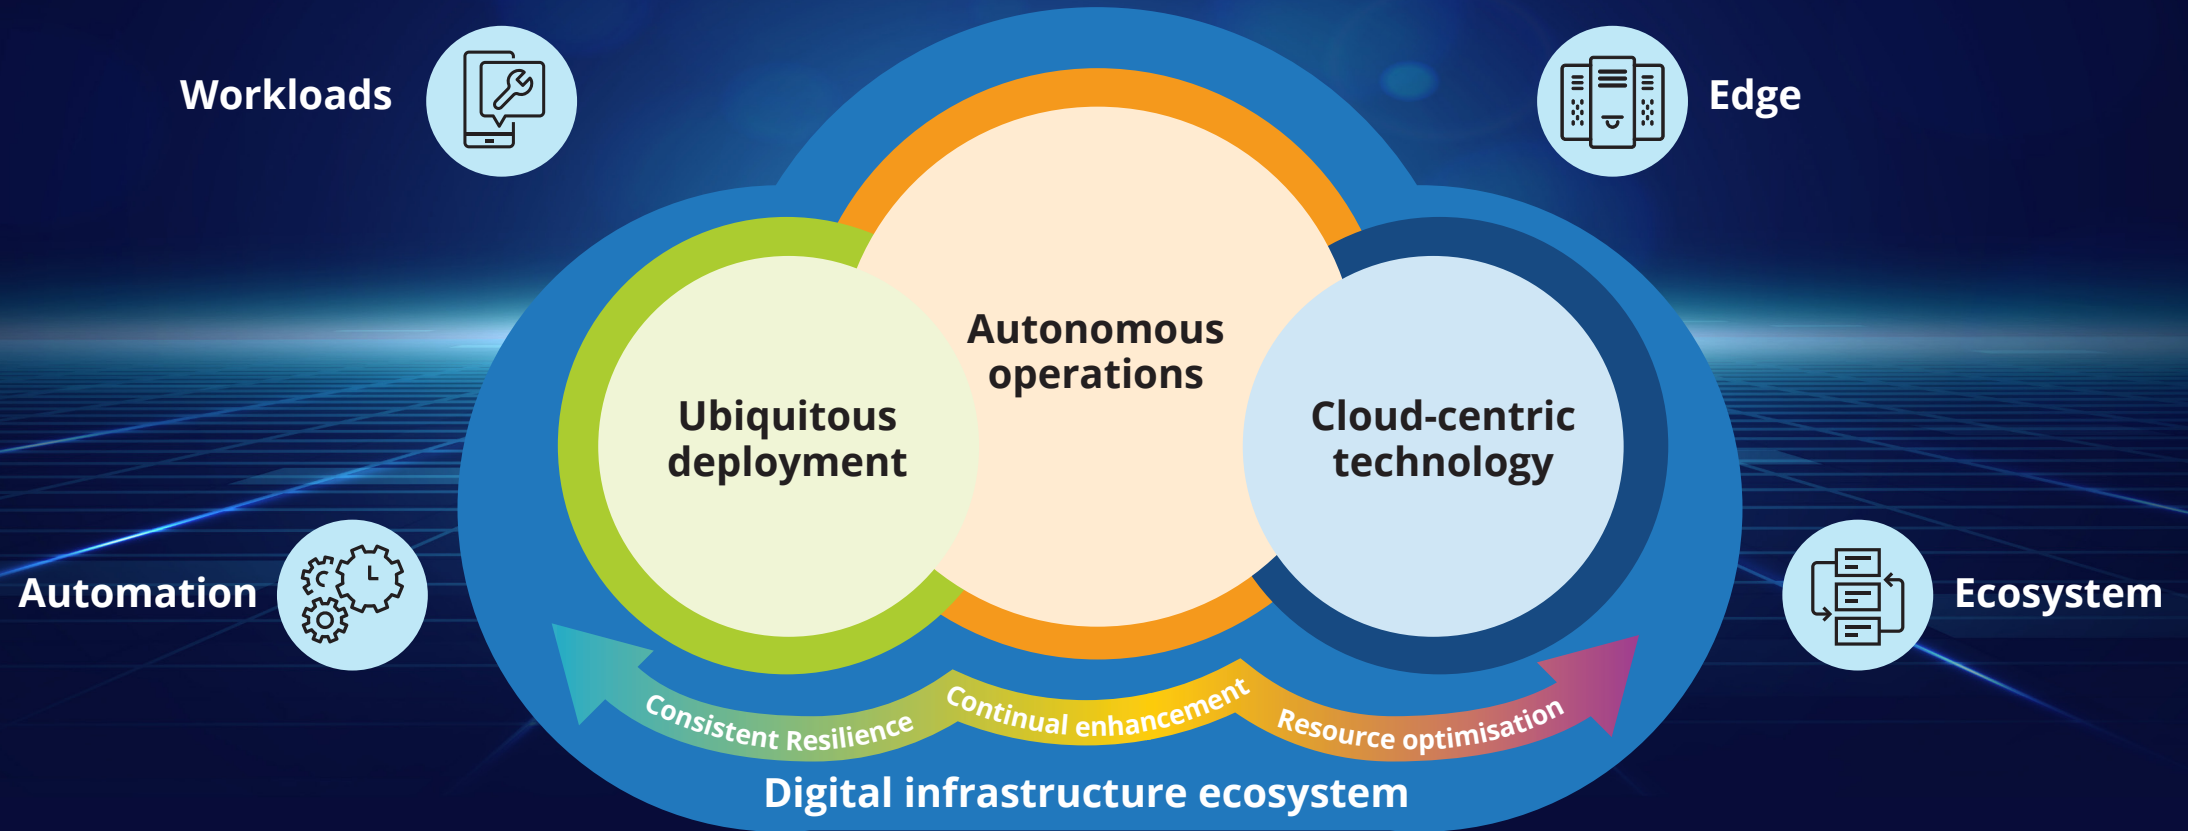 Workloads
Edge
Autonomous
operations
Ubiquitous
deployment
Cloud-centric
technology
Automation
Ecosystem
Consistent Resilience
Continual enhancement
Resource optimisation
Digital infrastructure ecosystem